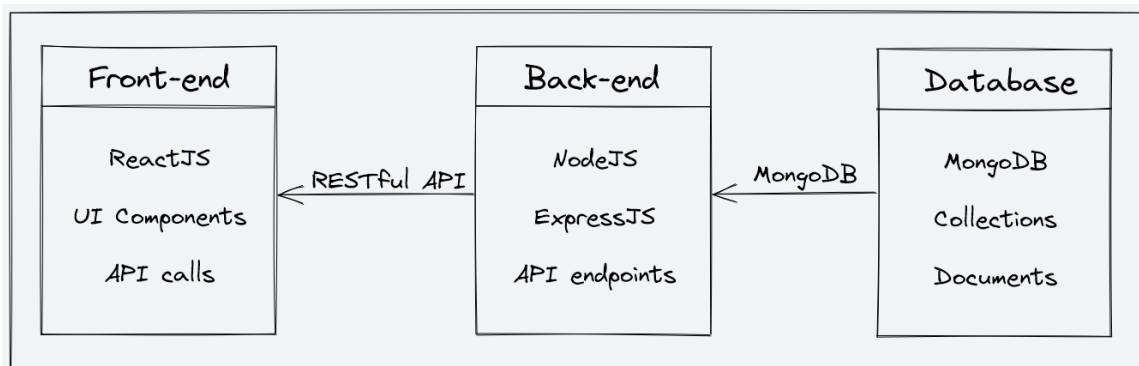 Front-end
ReactJS
UI Components
API calls
RESTful API
Back-end
NodeJS
ExpressJS
API endpoints
MongoDB
Database
MongoDB
Collections
Documents